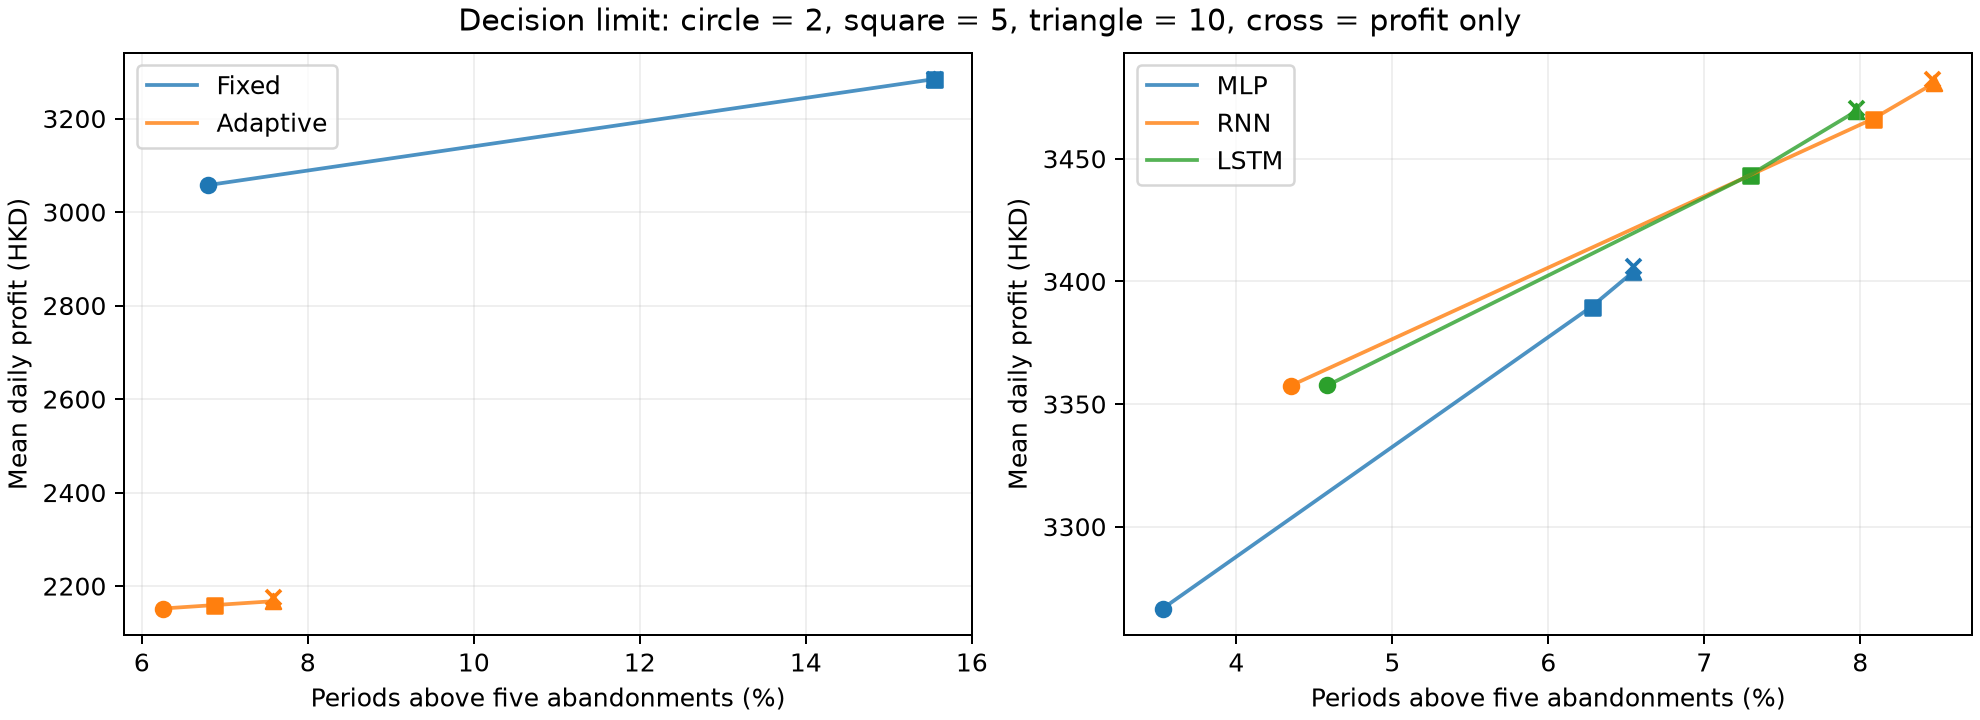 Decision limit: circle = 2, square = 5, triangle = 10, cross = profit only
Fixed
Adaptive
Mean daily profit (HKD)
3200
3000
2800
2600
2400
2200
6 8 10 12 14 16
Periods above five abandonments (%)
MLP
RNN
LSTM
Mean daily profit (HKD)
3450
3400
3350
3300
4 5 6 7 8
Periods above five abandonments (%)